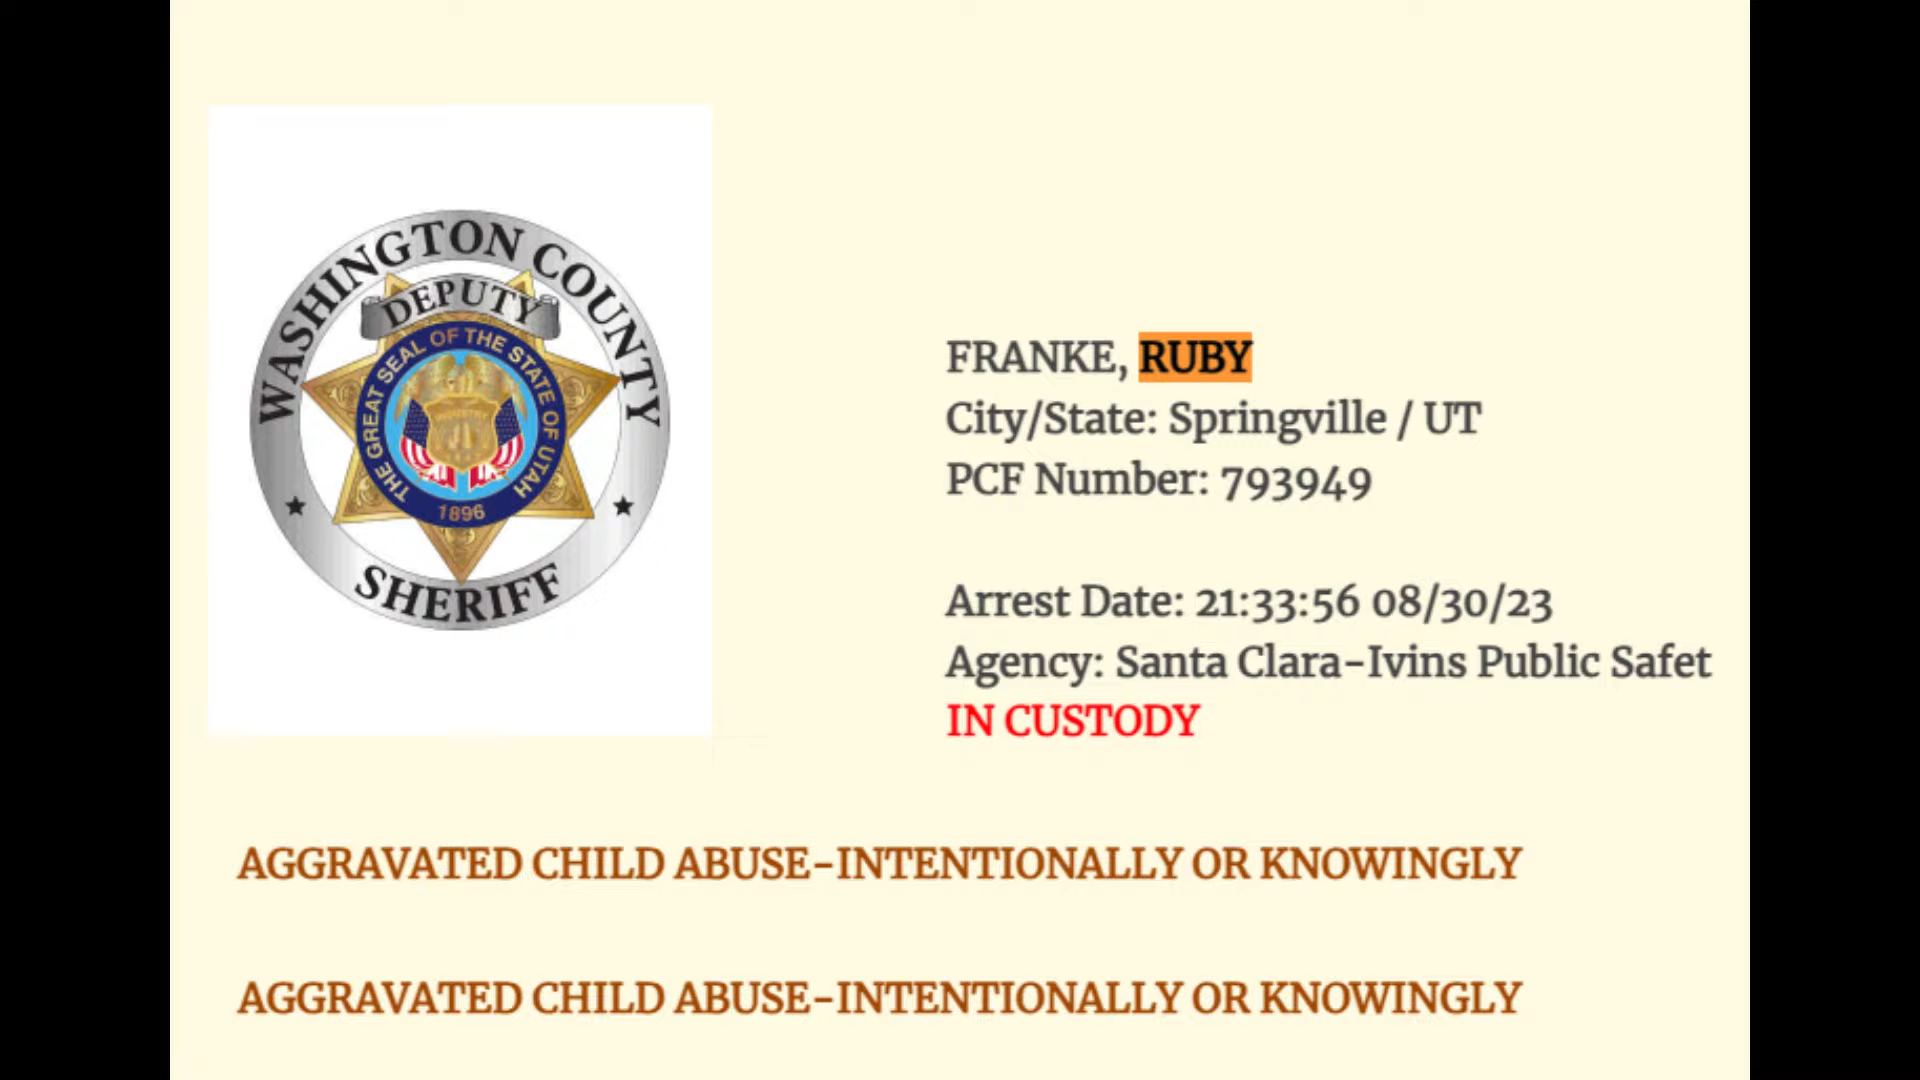 WASHINGTON COUNTY
DEPUTY
THE GREAT SEAL OF THE STATE OF UTAH
1896
SHERIFF
FRANKE, RUBY
City/State: Springville / UT
PCF Number: 793949
Arrest Date: 21:33:56 08/30/23
Agency: Santa Clara-Ivins Public Safet
IN CUSTODY
AGGRAVATED CHILD ABUSE-INTENTIONALLY OR KNOWINGLY
AGGRAVATED CHILD ABUSE-INTENTIONALLY OR KNOWINGLY